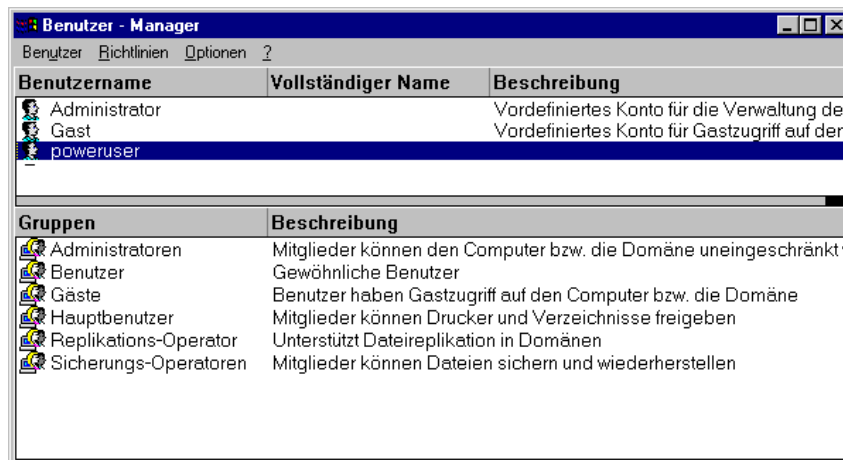 Benutzer - Manager
Benutzer Richtlinien Optionen ?
Benutzername Vollständiger Name Beschreibung
Administrator Vordefiniertes Konto für die Verwaltung de
Gast Vordefiniertes Konto für Gastzugriff auf der
poweruser
Gruppen Beschreibung
Administratoren Mitglieder können den Computer bzw. die Domäne uneingeschränkt
Benutzer Gewöhnliche Benutzer
Gäste Benutzer haben Gastzugriff auf den Computer bzw. die Domäne
Hauptbenutzer Mitglieder können Drucker und Verzeichnisse freigeben
Replikations-Operator Unterstützt Dateireplikation in Domänen
Sicherungs-Operatoren Mitglieder können Dateien sichern und wiederherstellen